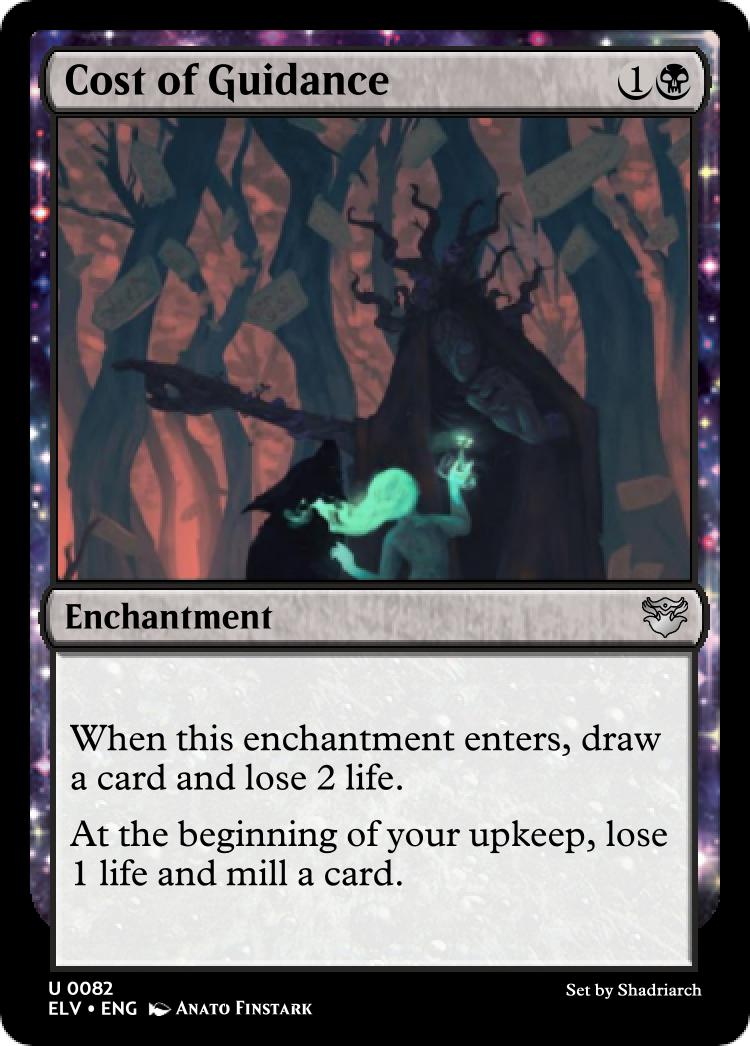 Cost of Guidance
1
Enchantment
When this enchantment enters, draw
a card and lose 2 life.
At the beginning of your upkeep, lose
1 life and mill a card.
U 0082
Set by Shadriarch
ELV • ENG Anato Finstark